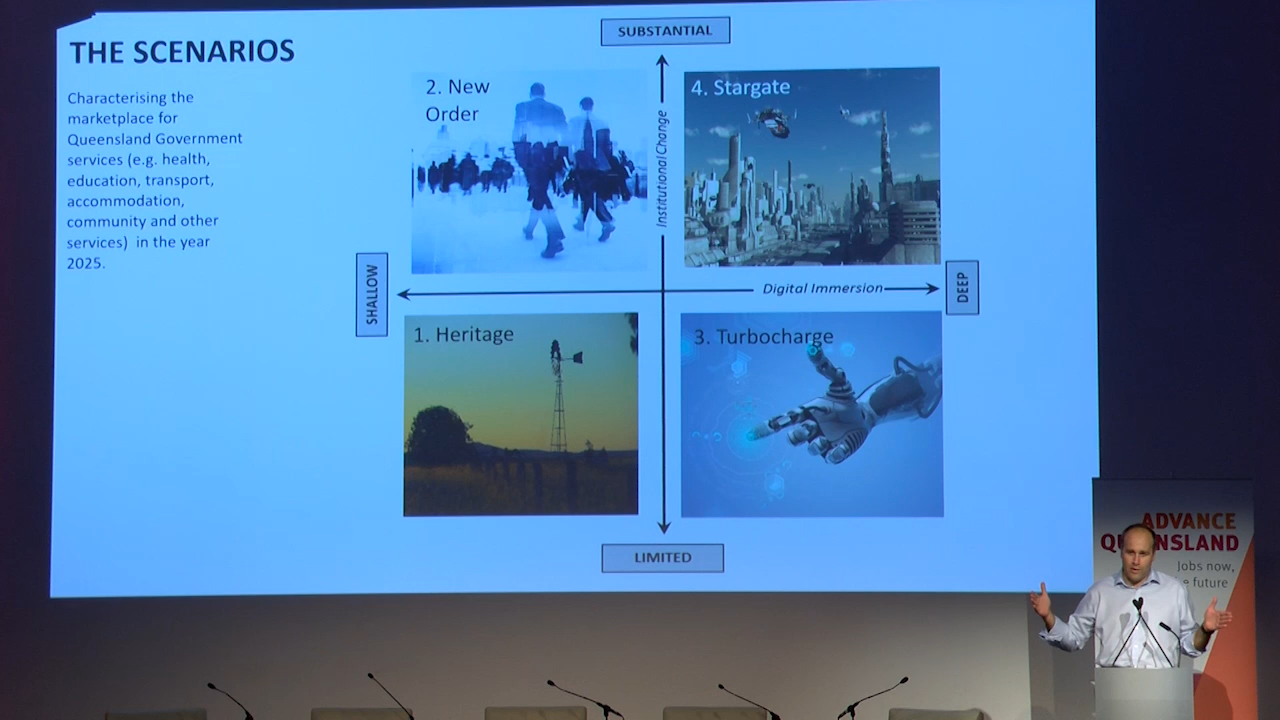 THE SCENARIOS
Characterising the
marketplace for
Queensland Government
services (e.g. health,
education, transport,
accommodation,
community and other
services) in the year
2025.
SUBSTANTIAL
2. New
Order
4. Stargate
Institutional Change
SHALLOW
Digital Immersion
DEEP
1. Heritage
3. Turbocharge
LIMITED
ADVANCE
QUEENSLAND
Jobs now,
e future